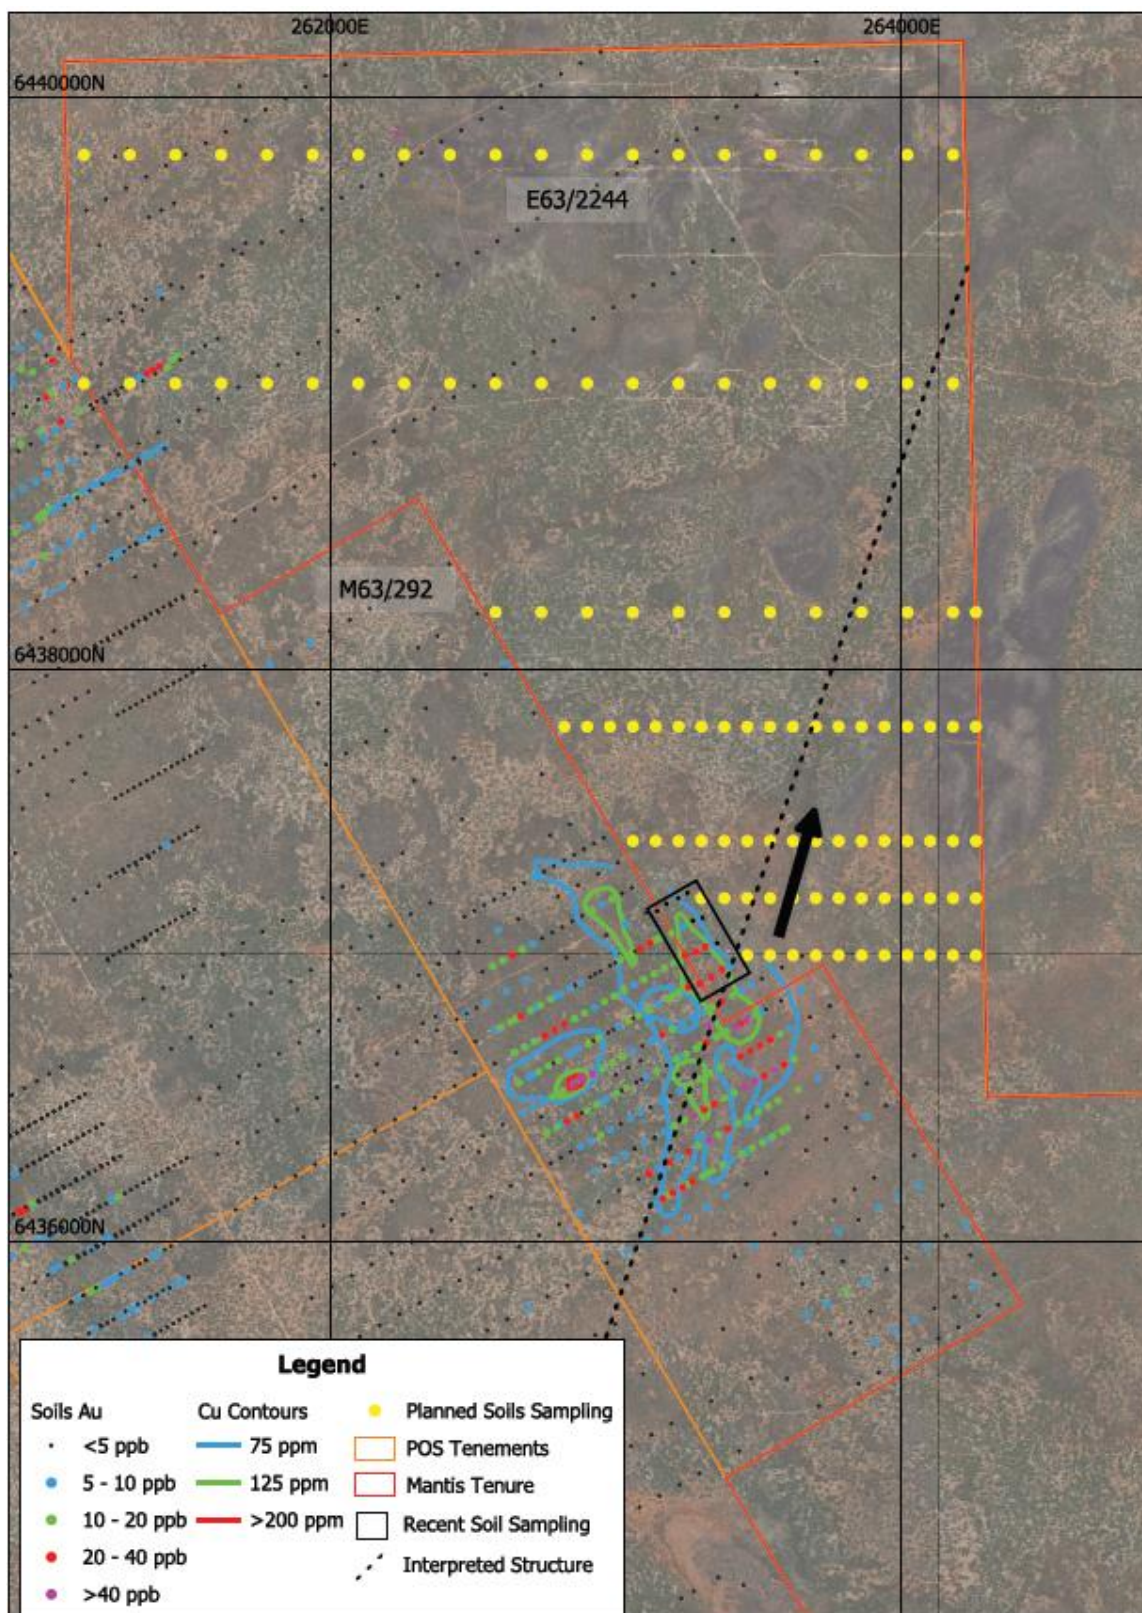 262000E 264000E
6440000N
E63/2244
M63/292
6438000N
6436000N
Legend
Soils Au Cu Contours Planned Soils Sampling
<5 ppb 75 ppm POS Tenements
5 - 10 ppb 125 ppm Mantis Tenure
10 - 20 ppb >200 ppm Recent Soil Sampling
20 - 40 ppb Interpreted Structure
>40 ppb